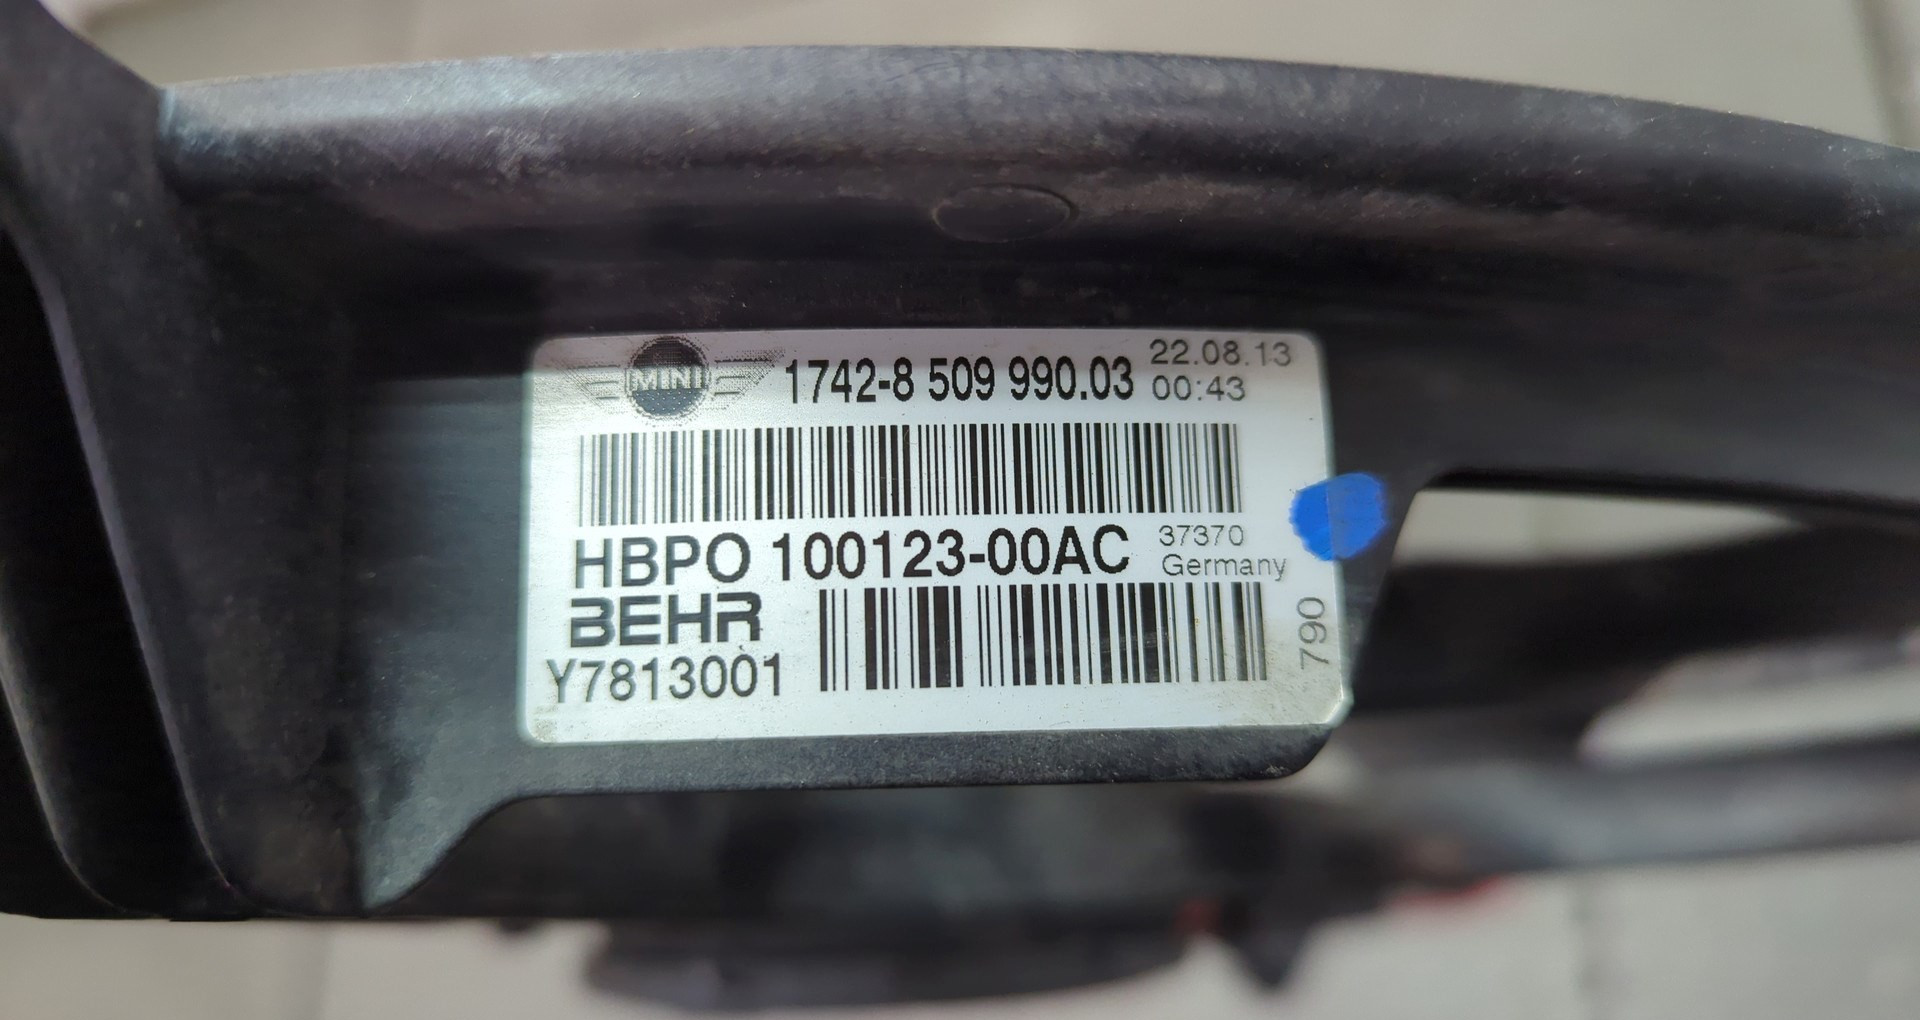 MINI 1742-8 509 990.03 22.08.13
00:43
HBPO 100123-00AC 37370
Germany
BEHR
Y7813001
790